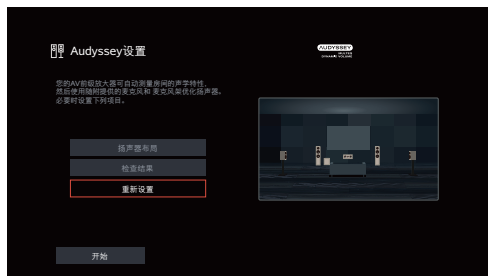 Audyssey设置
AUDYSSEY
MULTEQ
DYNAMIC VOLUME
您的AV前级放大器可自动测量房间的声学特性,
然后使用随附提供的麦克风和 麦克风架优化扬声器。
必要时设置下列项目。
扬声器布局
检查结果
重新设置
开始